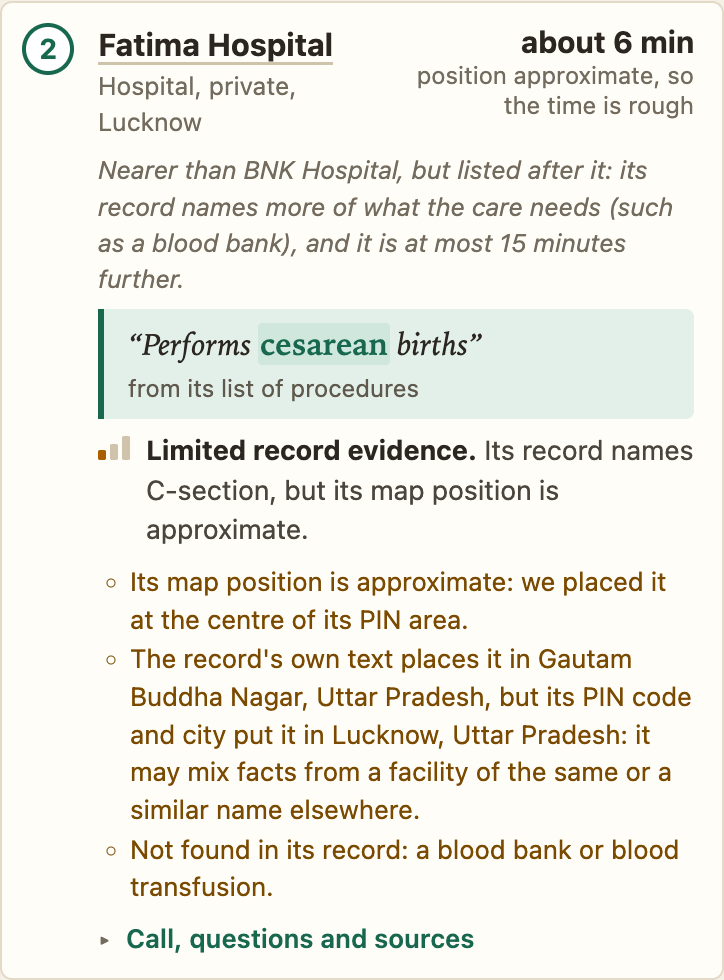 2
Fatima Hospital
about 6 min
Hospital, private,
Lucknow
position approximate, so
the time is rough
Nearer than BNK Hospital, but listed after it: its
record names more of what the care needs (such
as a blood bank), and it is at most 15 minutes
further.
“Performs cesarean births”
from its list of procedures
Limited record evidence. Its record names
C-section, but its map position is
approximate.
Its map position is approximate: we placed it
at the centre of its PIN area.
The record's own text places it in Gautam
Buddha Nagar, Uttar Pradesh, but its PIN code
and city put it in Lucknow, Uttar Pradesh: it
may mix facts from a facility of the same or a
similar name elsewhere.
Not found in its record: a blood bank or blood
transfusion.
Call, questions and sources